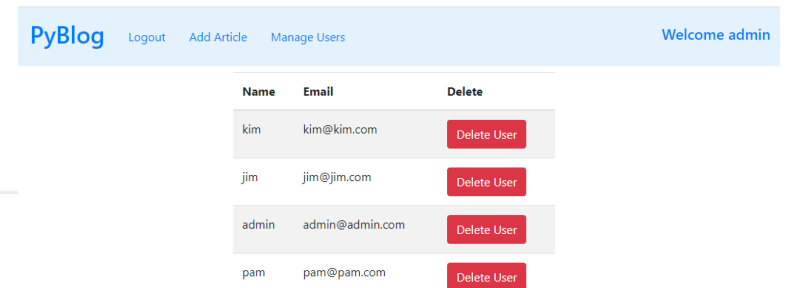 PyBlog Logout Add Article Manage Users Welcome admin
Name Email Delete
kim kim@kim.com Delete User
jim jim@jim.com Delete User
admin admin@admin.com Delete User
pam pam@pam.com Delete User